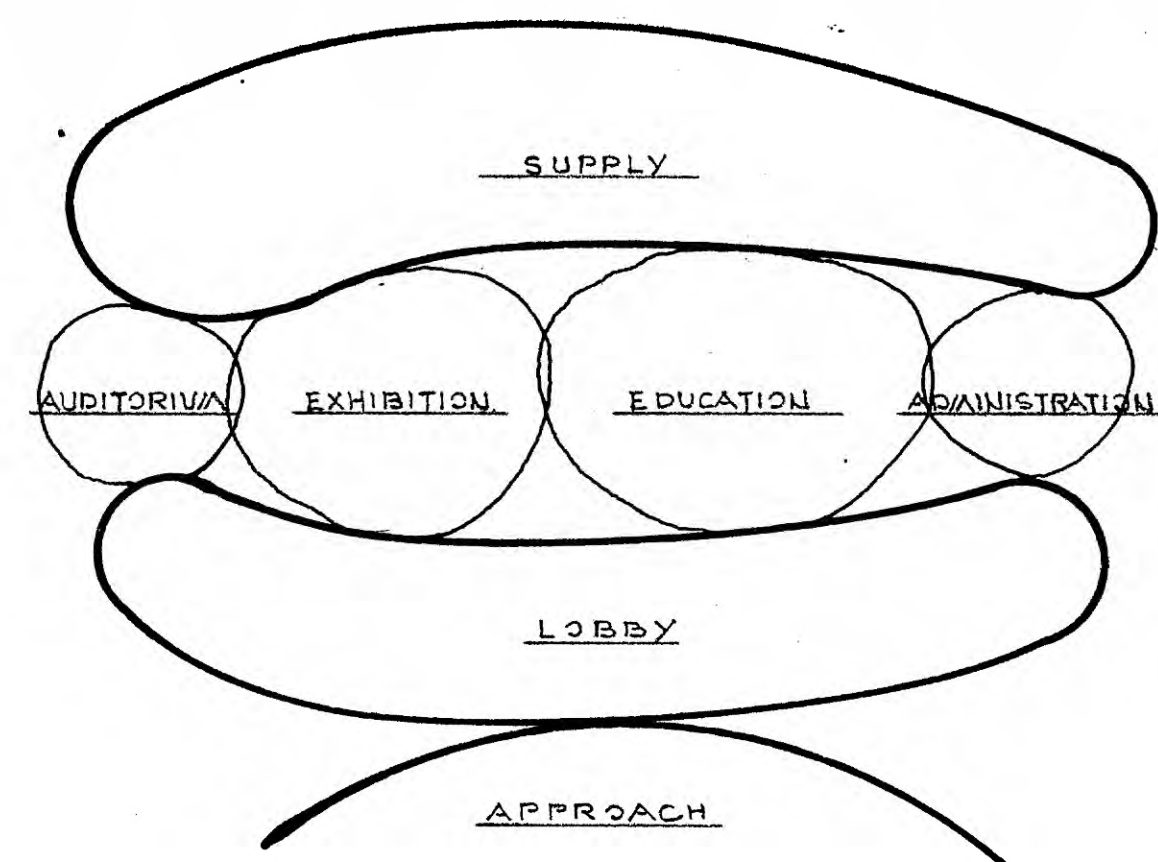 SUPPLY
AUDITORIUM EXHIBITION EDUCATION ADMINISTRATION
LOBBY
APPROACH